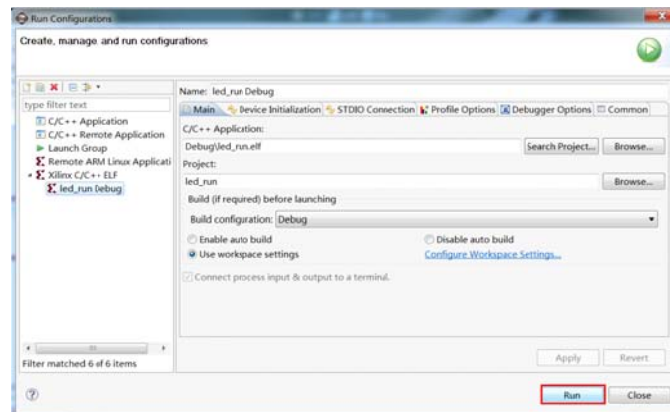 Run Configurations
Create, manage and run configurations
type filter text
C/C++ Application
C/C++ Remote Application
Launch Group
Remote ARM Linux Applicati
Xilinx C/C++ ELF
led_run Debug
Filter matched 6 of 6 items
Name: led_run Debug
Main Device Initialization STDIO Connection Profile Options Debugger Options Common
C/C++ Application:
Debug\led_run.elf Search Project... Browse...
Project:
led_run Browse...
Build (if required) before launching
Build configuration: Debug
Enable auto build Disable auto build
Use workspace settings Configure Workspace Settings...
Connect process input & output to a terminal.
Apply Revert
? Run Close